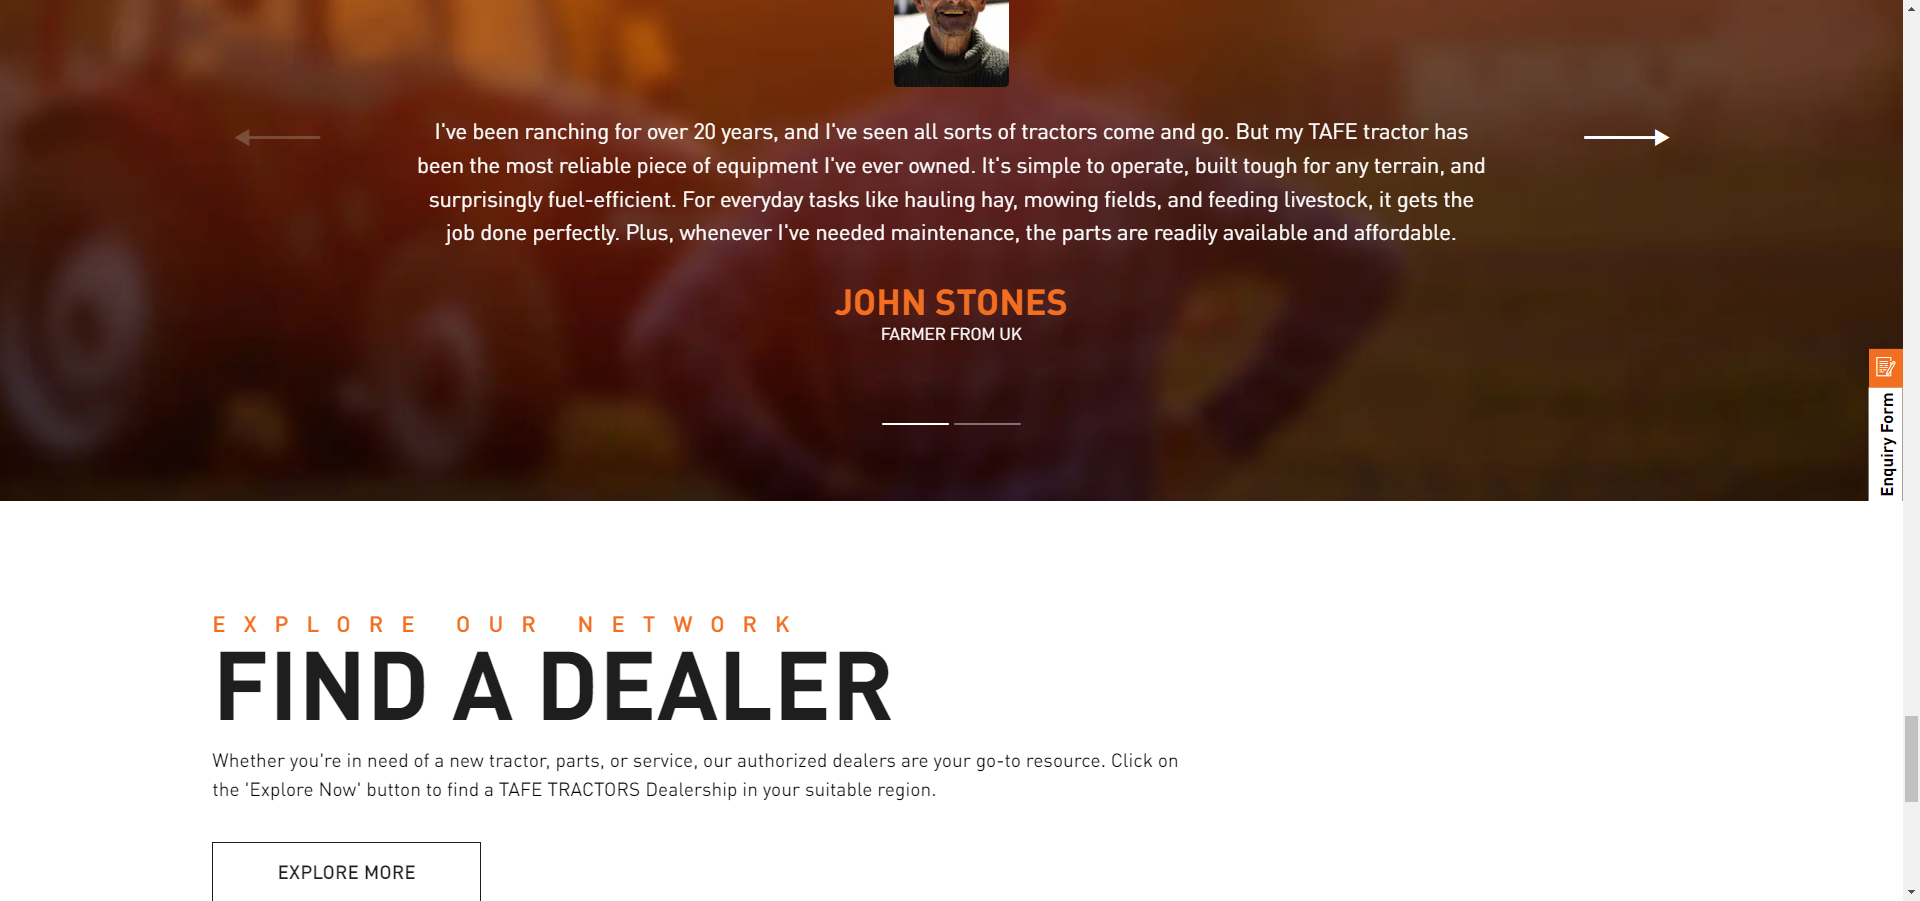 I've been ranching for over 20 years, and I've seen all sorts of tractors come and go. But my TAFE tractor has
been the most reliable piece of equipment I've ever owned. It's simple to operate, built tough for any terrain, and
surprisingly fuel-efficient. For everyday tasks like hauling hay, mowing fields, and feeding livestock, it gets the
job done perfectly. Plus, whenever I've needed maintenance, the parts are readily available and affordable.
JOHN STONES
FARMER FROM UK
Enquiry Form
EXPLORE OUR NETWORK
FIND A DEALER
Whether you're in need of a new tractor, parts, or service, our authorized dealers are your go-to resource. Click on
the 'Explore Now' button to find a TAFE TRACTORS Dealership in your suitable region.
EXPLORE MORE